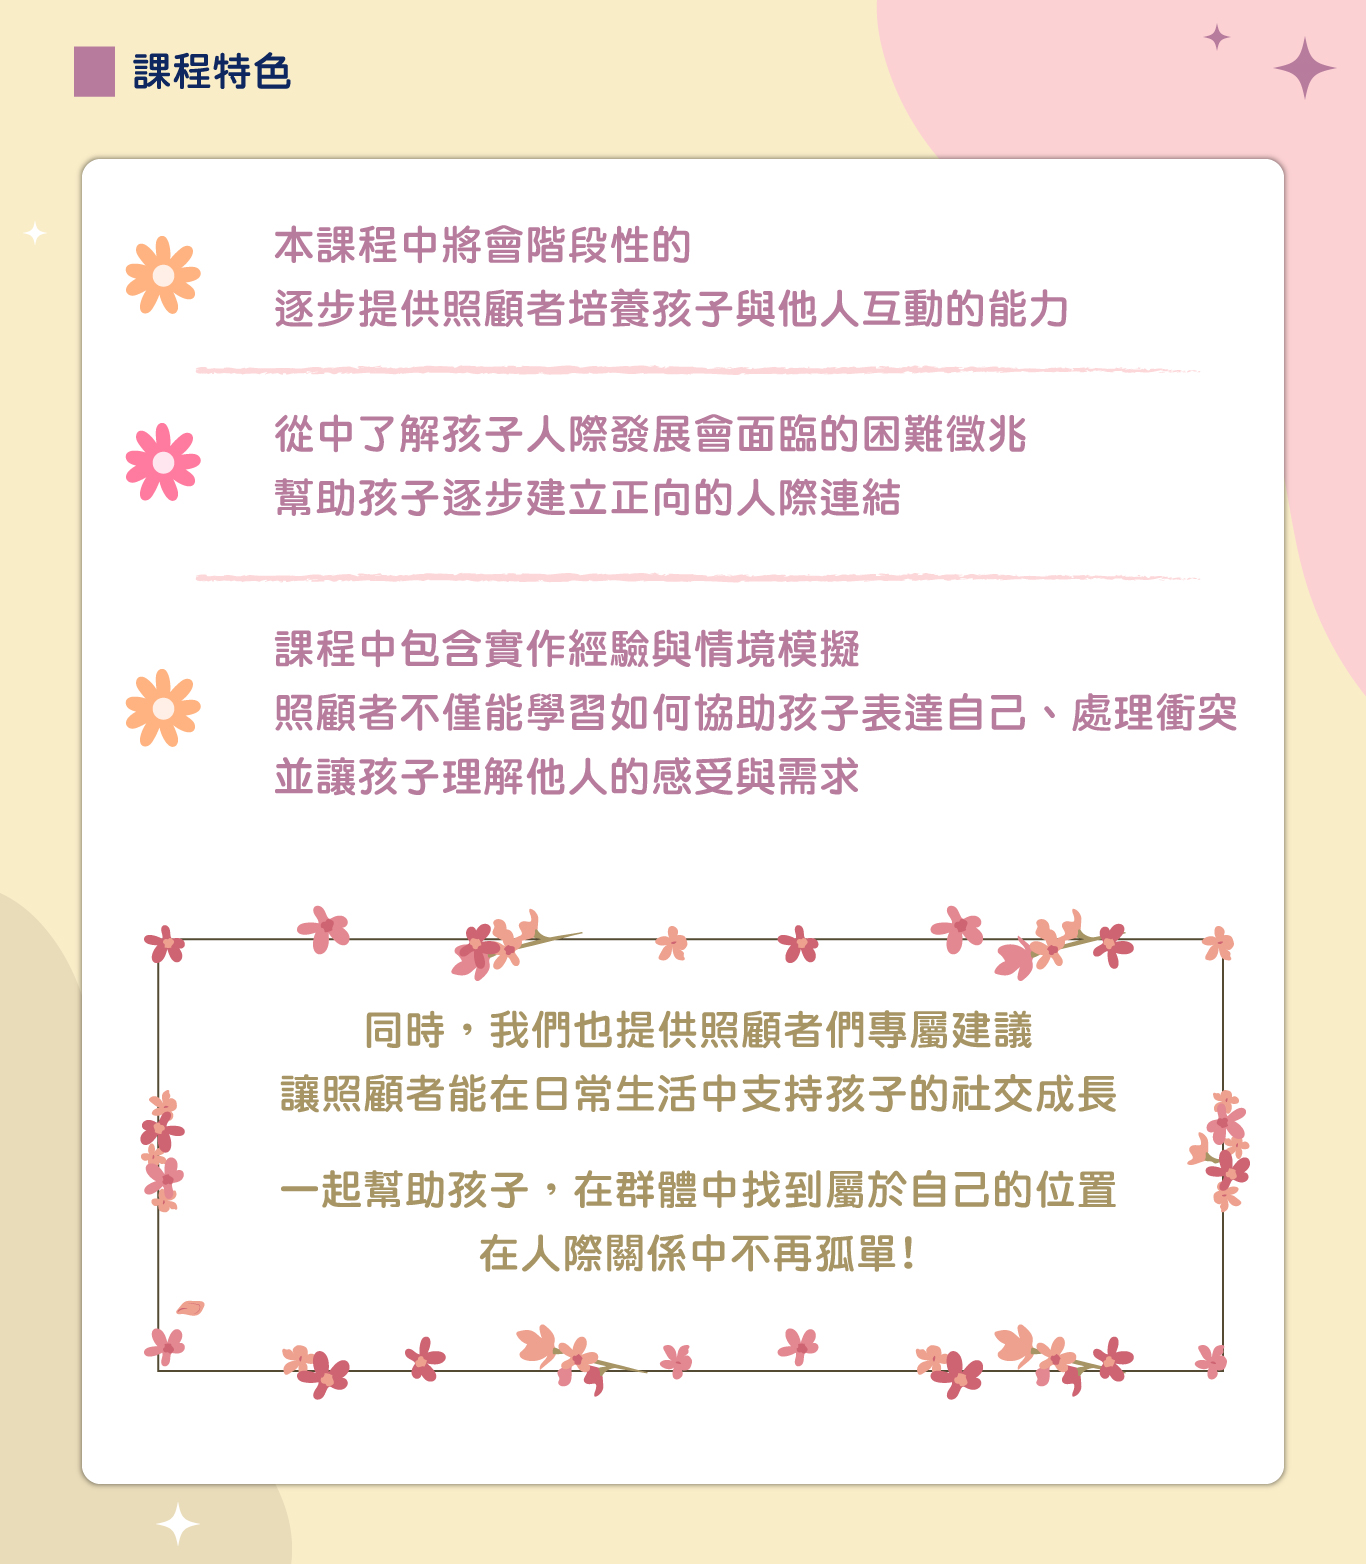 課程特色
本課程中將會階段性的
逐步提供照顧者培養孩子與他人互動的能力
從中了解孩子人際發展會面臨的困難徵兆
幫助孩子逐步建立正向的人際連結
課程中包含實作經驗與情境模擬
照顧者不僅能學習如何協助孩子表達自己、處理衝突
並讓孩子理解他人的感受與需求
同時，我們也提供照顧者們專屬建議
讓照顧者能在日常生活中支持孩子的社交成長
一起幫助孩子，在群體中找到屬於自己的位置
在人際關係中不再孤單！